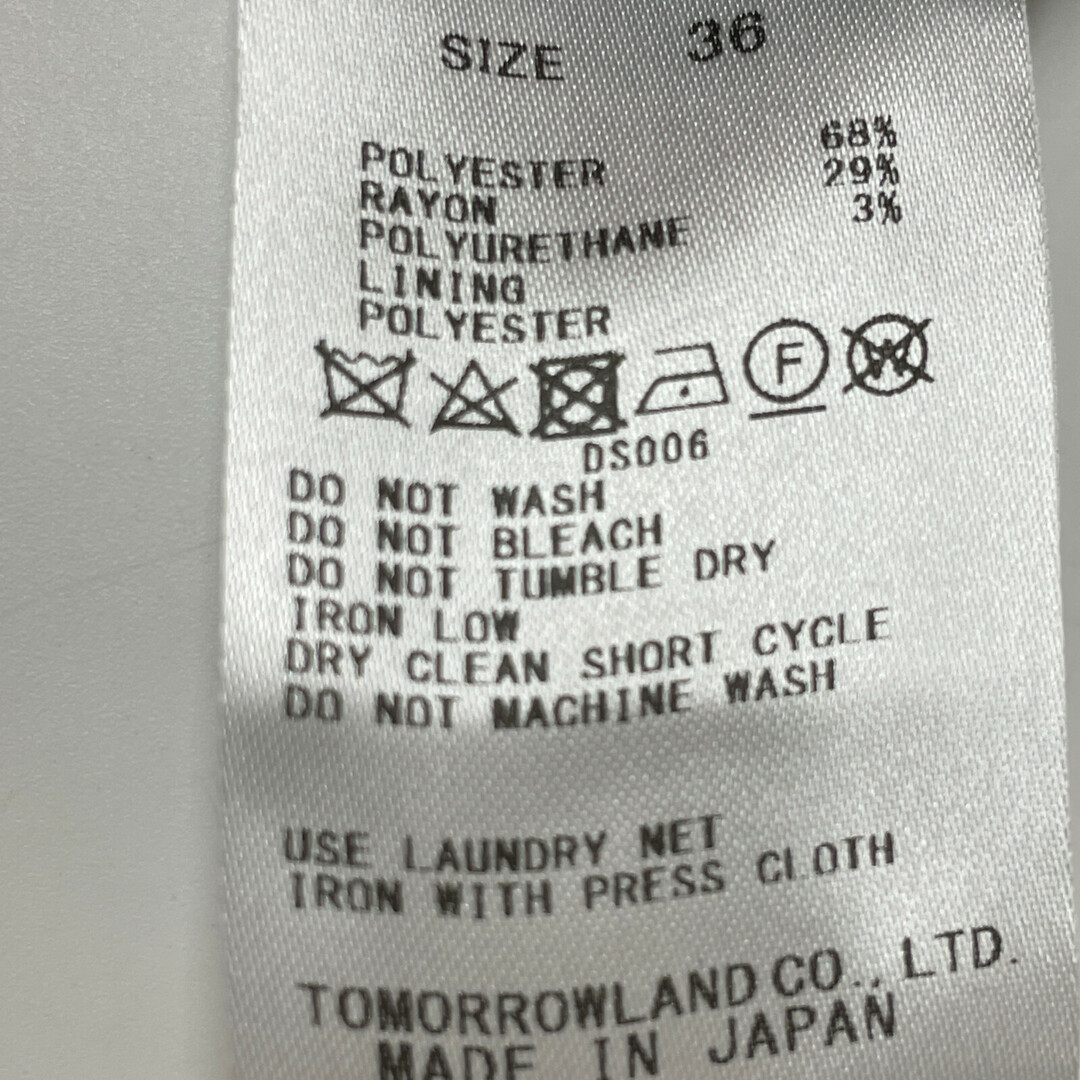 SIZE 36
POLYESTER 68%
RAYON 29%
POLYURETHANE 3%
LINING
POLYESTER
F W
DS006
DO NOT WASH
DO NOT BLEACH
DO NOT TUMBLE DRY
IRON LOW
DRY CLEAN SHORT CYCLE
DO NOT MACHINE WASH
USE LAUNDRY NET
IRON WITH PRESS CLOTH
TOMORROWLAND CO., LTD.
MADE IN JAPAN